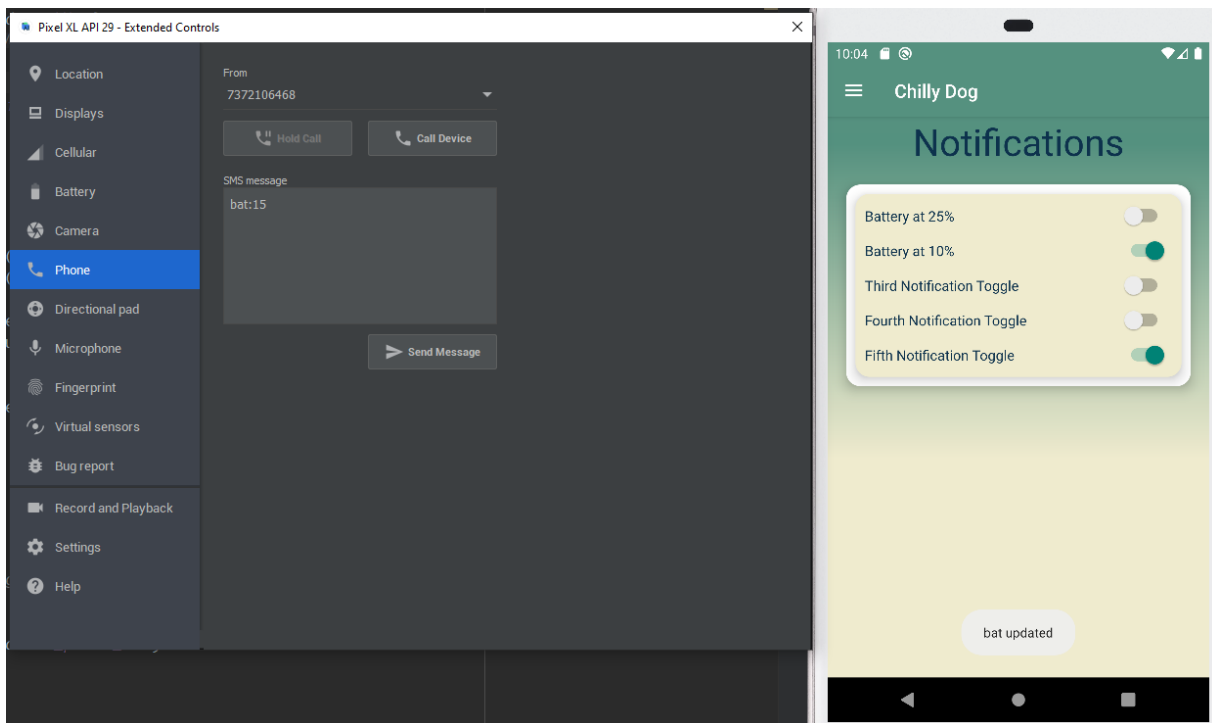 Pixel XL API 29 - Extended Controls
Location
Displays
Cellular
Battery
Camera
Phone
Directional pad
Microphone
Fingerprint
Virtual sensors
Bug report
Record and Playback
Settings
Help
From
7372106468
Hold Call
Call Device
SMS message
bat:15
Send Message
10:04
Chilly Dog
Notifications
Battery at 25%
Battery at 10%
Third Notification Toggle
Fourth Notification Toggle
Fifth Notification Toggle
bat updated